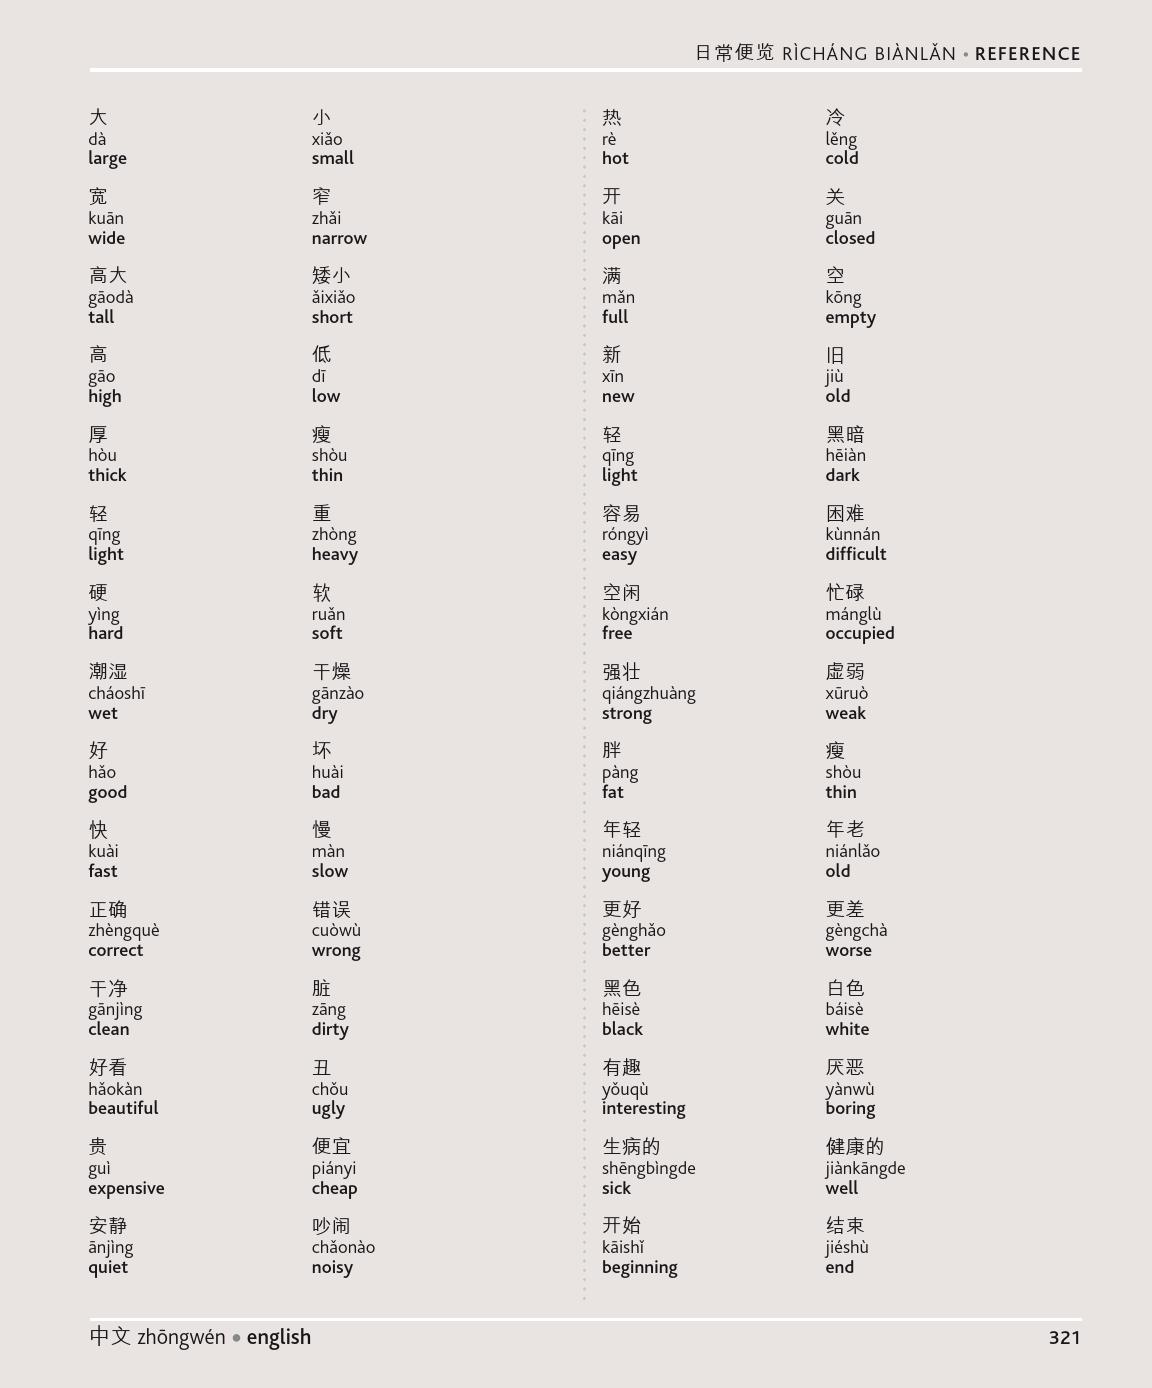 日常便览 RÌCHÁNG BIÀNLǍN • REFERENCE
大
dà
large
宽
kuān
wide
高大
gāodà
tall
高
gāo
high
厚
hòu
thick
轻
qīng
light
硬
yìng
hard
潮湿
cháoshī
wet
好
hǎo
good
快
kuài
fast
正确
zhèngquè
correct
干净
gānjìng
clean
好看
hǎokàn
beautiful
贵
guì
expensive
安静
ānjìng
quiet
小
xiǎo
small
窄
zhǎi
narrow
矮小
ǎixiǎo
short
低
dī
low
瘦
shòu
thin
重
zhòng
heavy
软
ruǎn
soft
干燥
gānzào
dry
坏
huài
bad
慢
màn
slow
错误
cuòwù
wrong
脏
zāng
dirty
丑
chǒu
ugly
便宜
piányi
cheap
吵闹
chǎonào
noisy
热
rè
hot
开
kāi
open
满
mǎn
full
新
xīn
new
轻
qīng
light
容易
róngyì
easy
空闲
kòngxián
free
强壮
qiángzhuàng
strong
胖
pàng
fat
年轻
niánqīng
young
更好
gènghǎo
better
黑色
hēisè
black
有趣
yǒuqù
interesting
生病的
shēngbìngde
sick
开始
kāishǐ
beginning
冷
lěng
cold
关
guān
closed
空
kōng
empty
旧
jiù
old
黑暗
hēiàn
dark
困难
kùnnán
difficult
忙碌
mánglù
occupied
虚弱
xūruò
weak
瘦
shòu
thin
年老
niánlǎo
old
更差
gèngchà
worse
白色
báisè
white
厌恶
yànwù
boring
健康的
jiànkāngde
well
结束
jiéshù
end
中文 zhōngwén • english
321